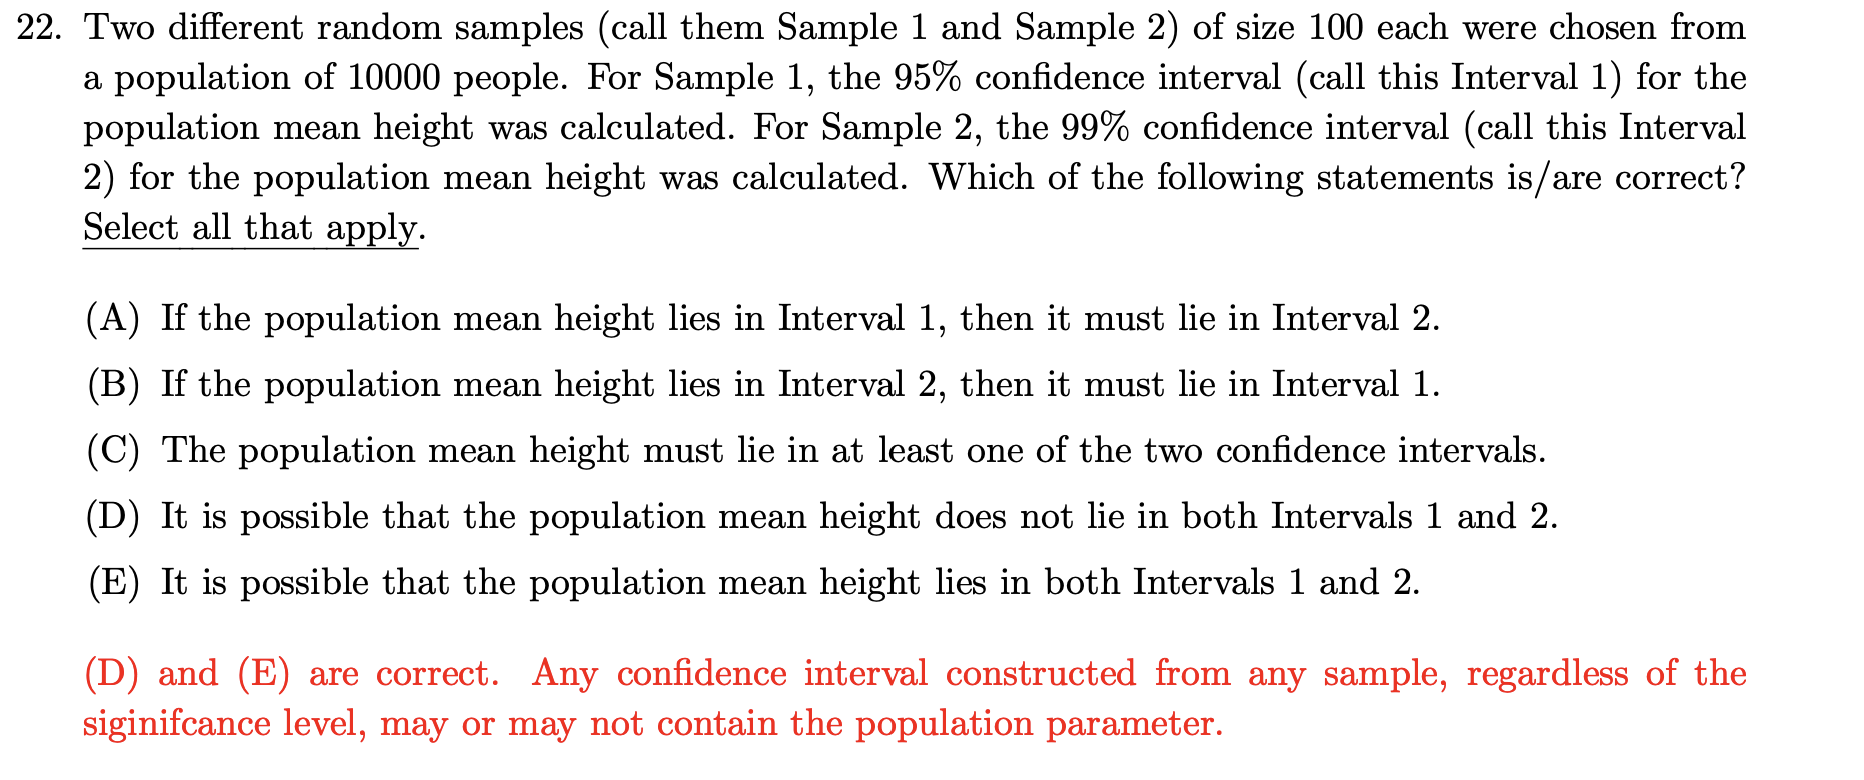 22. Two different random samples (call them Sample 1 and Sample 2) of size 100 each were chosen from
a population of 10000 people. For Sample 1, the 95% confidence interval (call this Interval 1) for the
population mean height was calculated. For Sample 2, the 99% confidence interval (call this Interval
2) for the population mean height was calculated. Which of the following statements is/are correct?
Select all that apply.
(A) If the population mean height lies in Interval 1, then it must lie in Interval 2.
(B) If the population mean height lies in Interval 2, then it must lie in Interval 1.
(C) The population mean height must lie in at least one of the two confidence intervals.
(D) It is possible that the population mean height does not lie in both Intervals 1 and 2.
(E) It is possible that the population mean height lies in both Intervals 1 and 2.
(D) and (E) are correct. Any confidence interval constructed from any sample, regardless of the
siginifcance level, may or may not contain the population parameter.